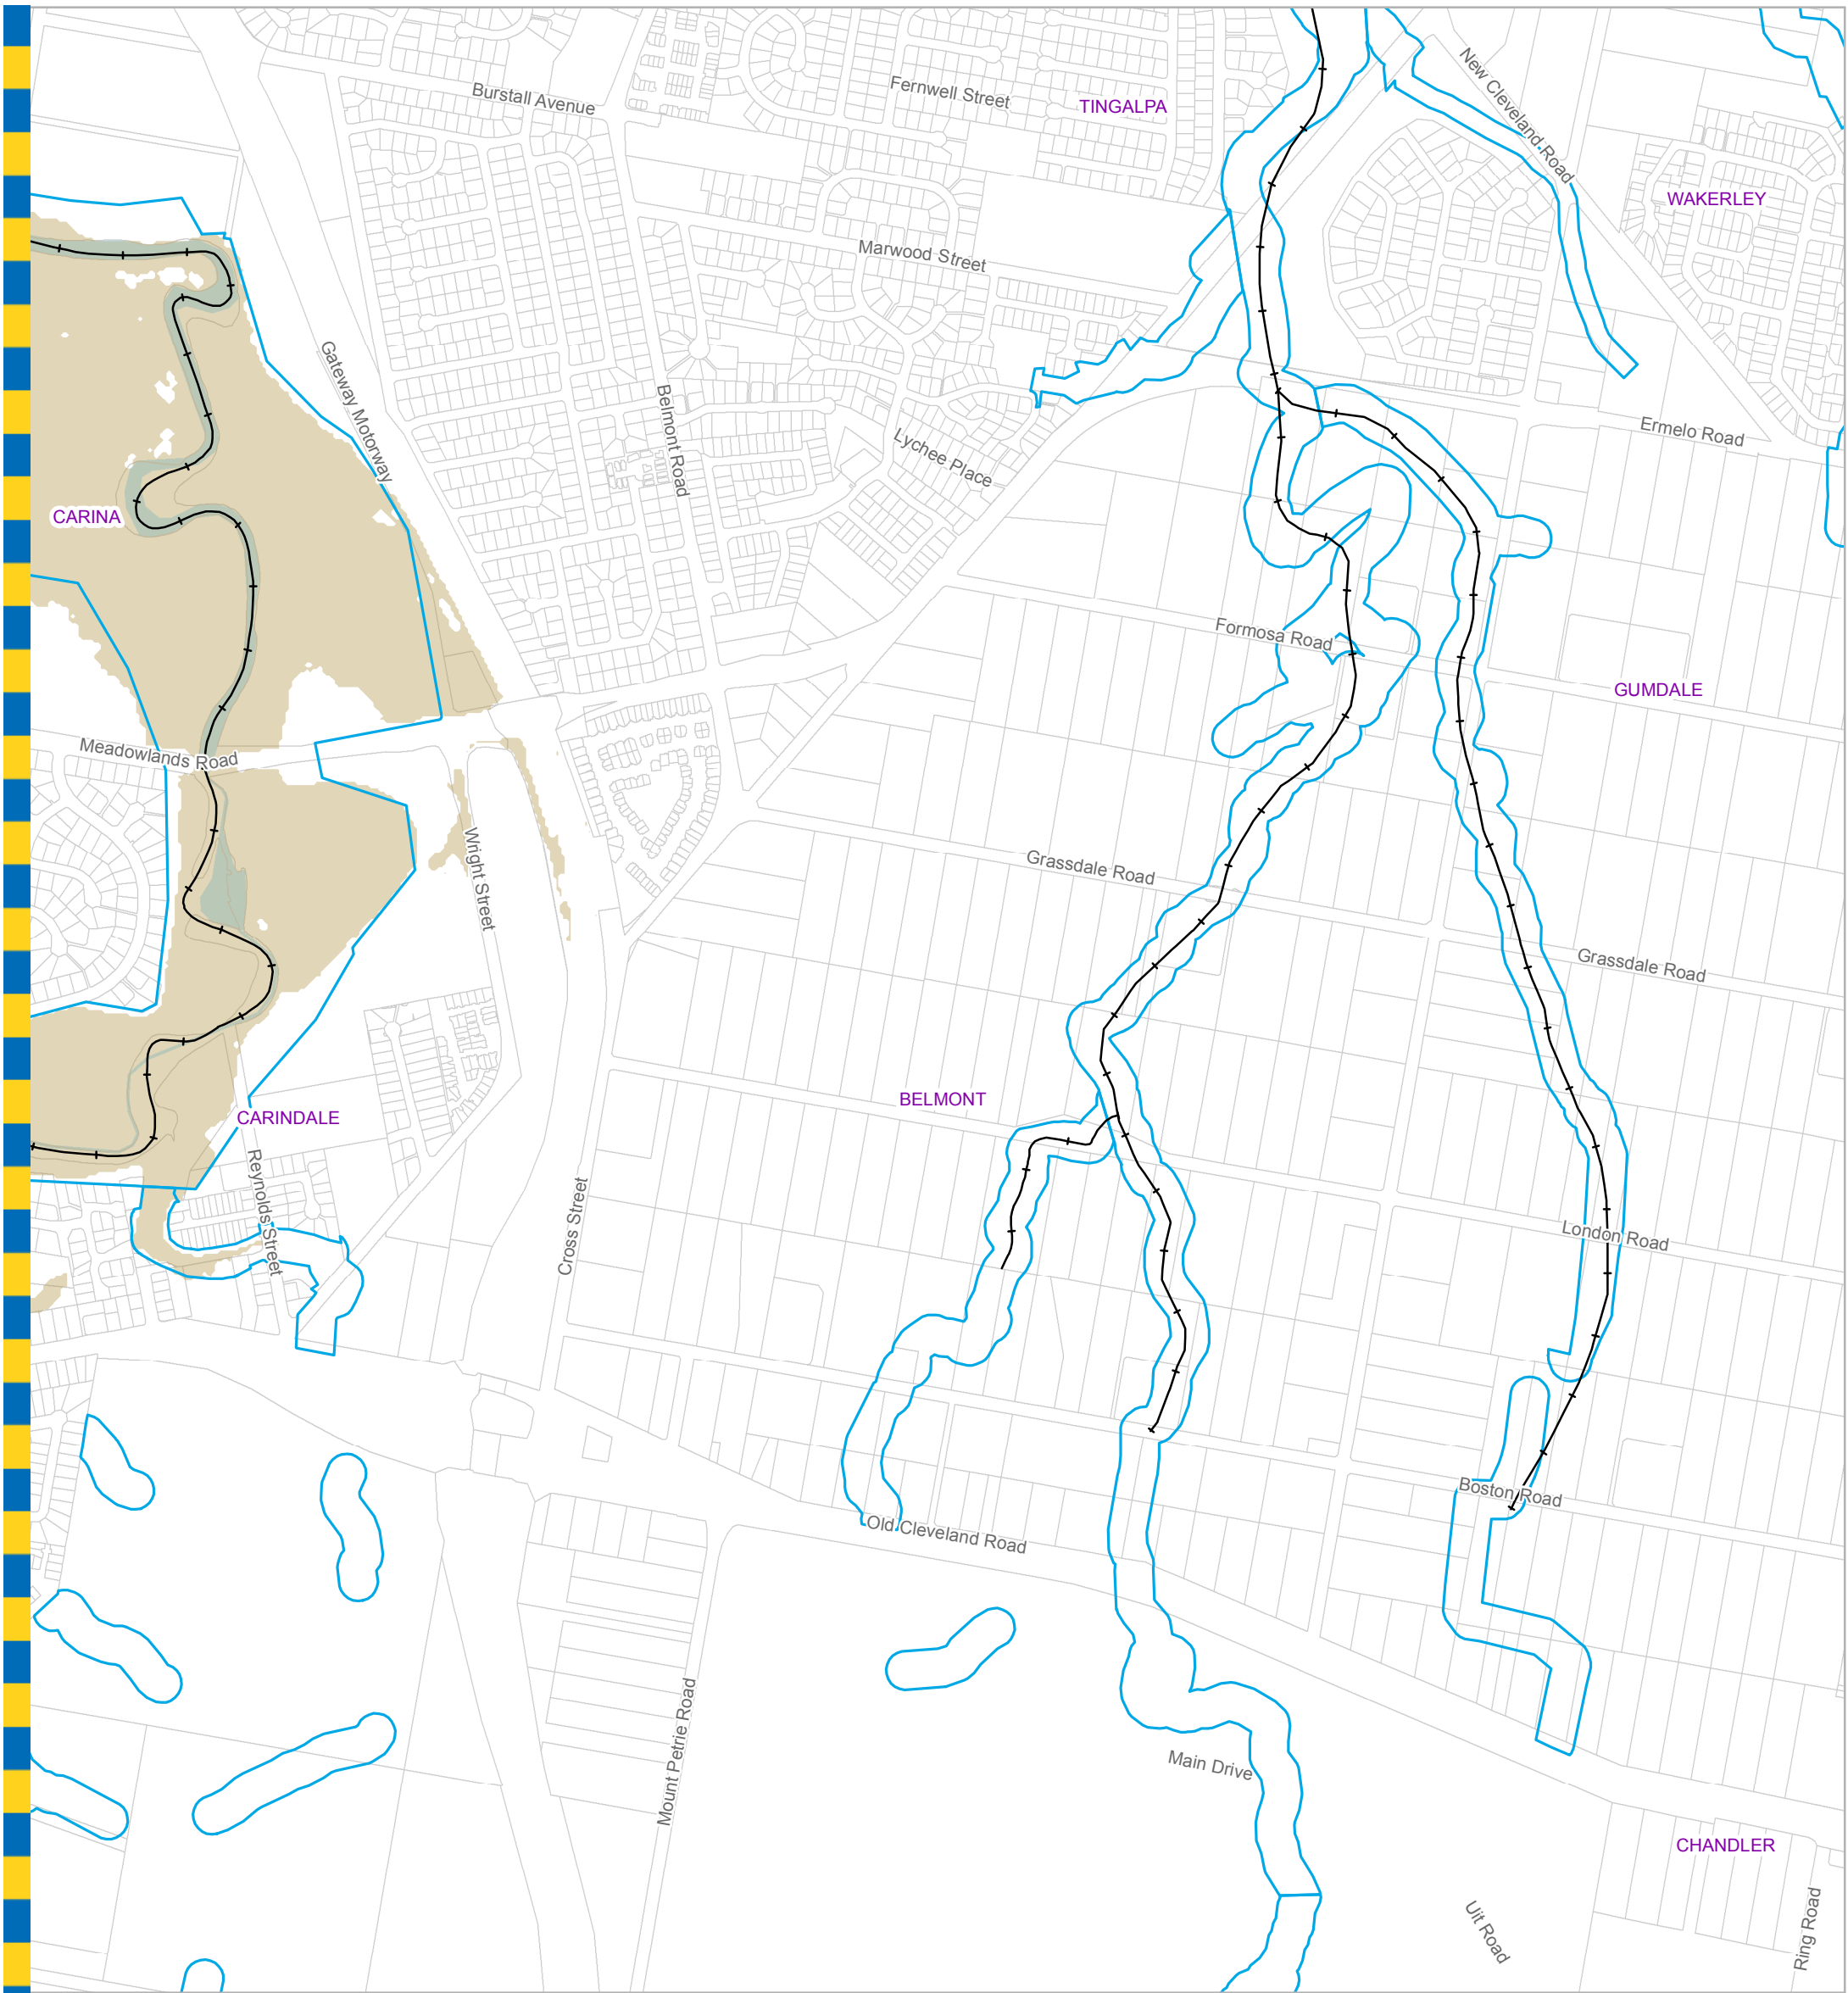 Burstall Avenue
Fernwell Street
TINGALPA
New Cleveland Road
WAKERLEY
Marwood Street
Gateway Motorway
Belmont Road
Lychee Place
Ermelo Road
CARINA
Formosa Road
GUMDALE
Meadowlands Road
Wright Street
Grassdale Road
Grassdale Road
BELMONT
CARINDALE
Reynolds Street
Cross Street
London Road
Boston Road
Old Cleveland Road
Mount Petrie Road
Main Drive
CHANDLER
Uit Road
Ring Road